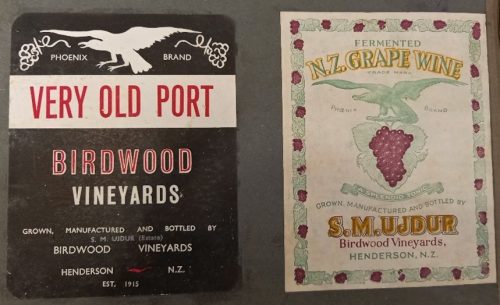 PHOENIX BRAND
VERY OLD PORT
BIRDWOOD
VINEYARDS
GROWN, MANUFACTURED AND BOTTLED BY
S. M. UJDUR (Estate)
BIRDWOOD VINEYARDS
HENDERSON N.Z.
EST. 1915
FERMENTED
N.Z. GRAPE WINE
TRADE MARK
PHŒNIX BRAND
GROWN, MANUFACTURED AND BOTTLED BY
S. M. UJDUR
Birdwood Vineyards,
HENDERSON, N.Z.